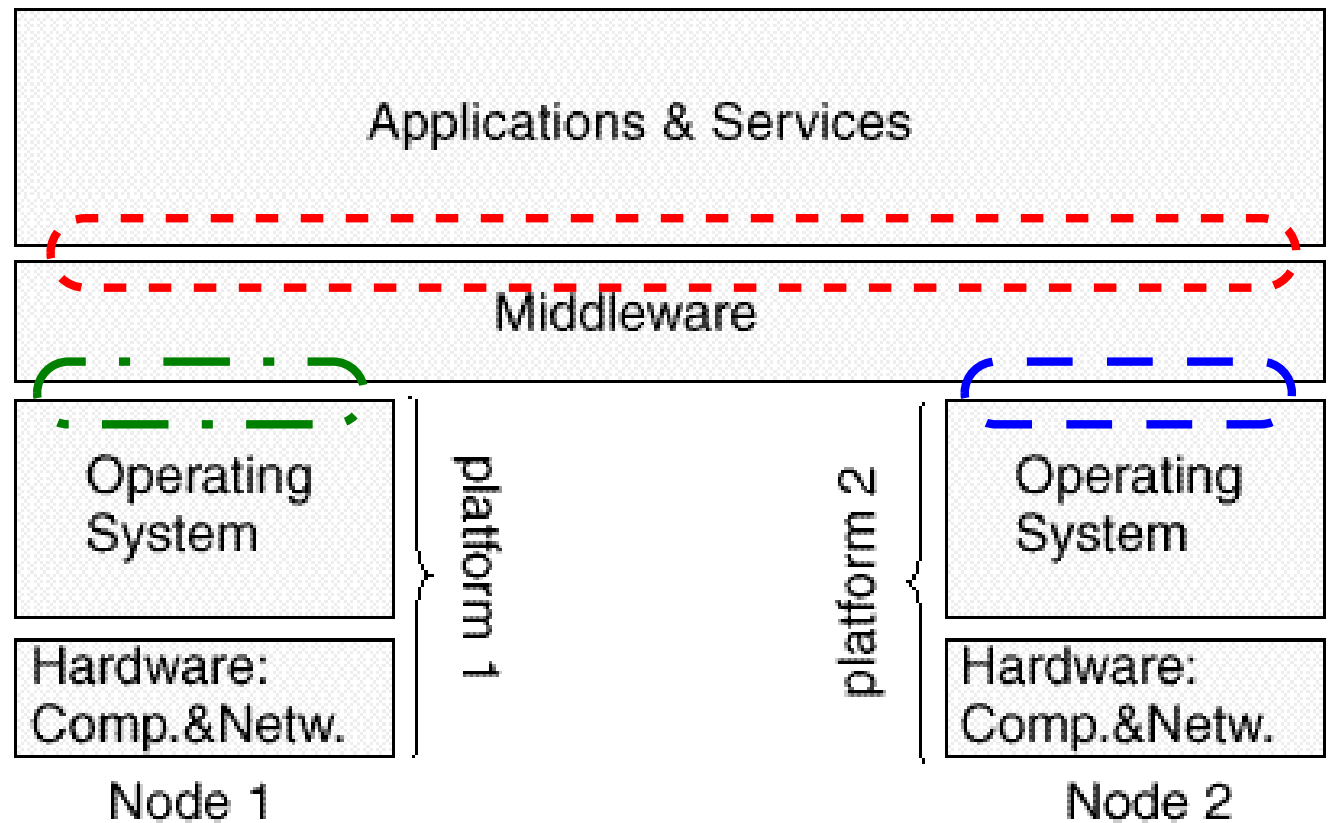 Applications & Services
Middleware
Operating
System
platform 1
platform 2
Operating
System
Hardware:
Comp.&Netw.
Hardware:
Comp.&Netw.
Node 1
Node 2